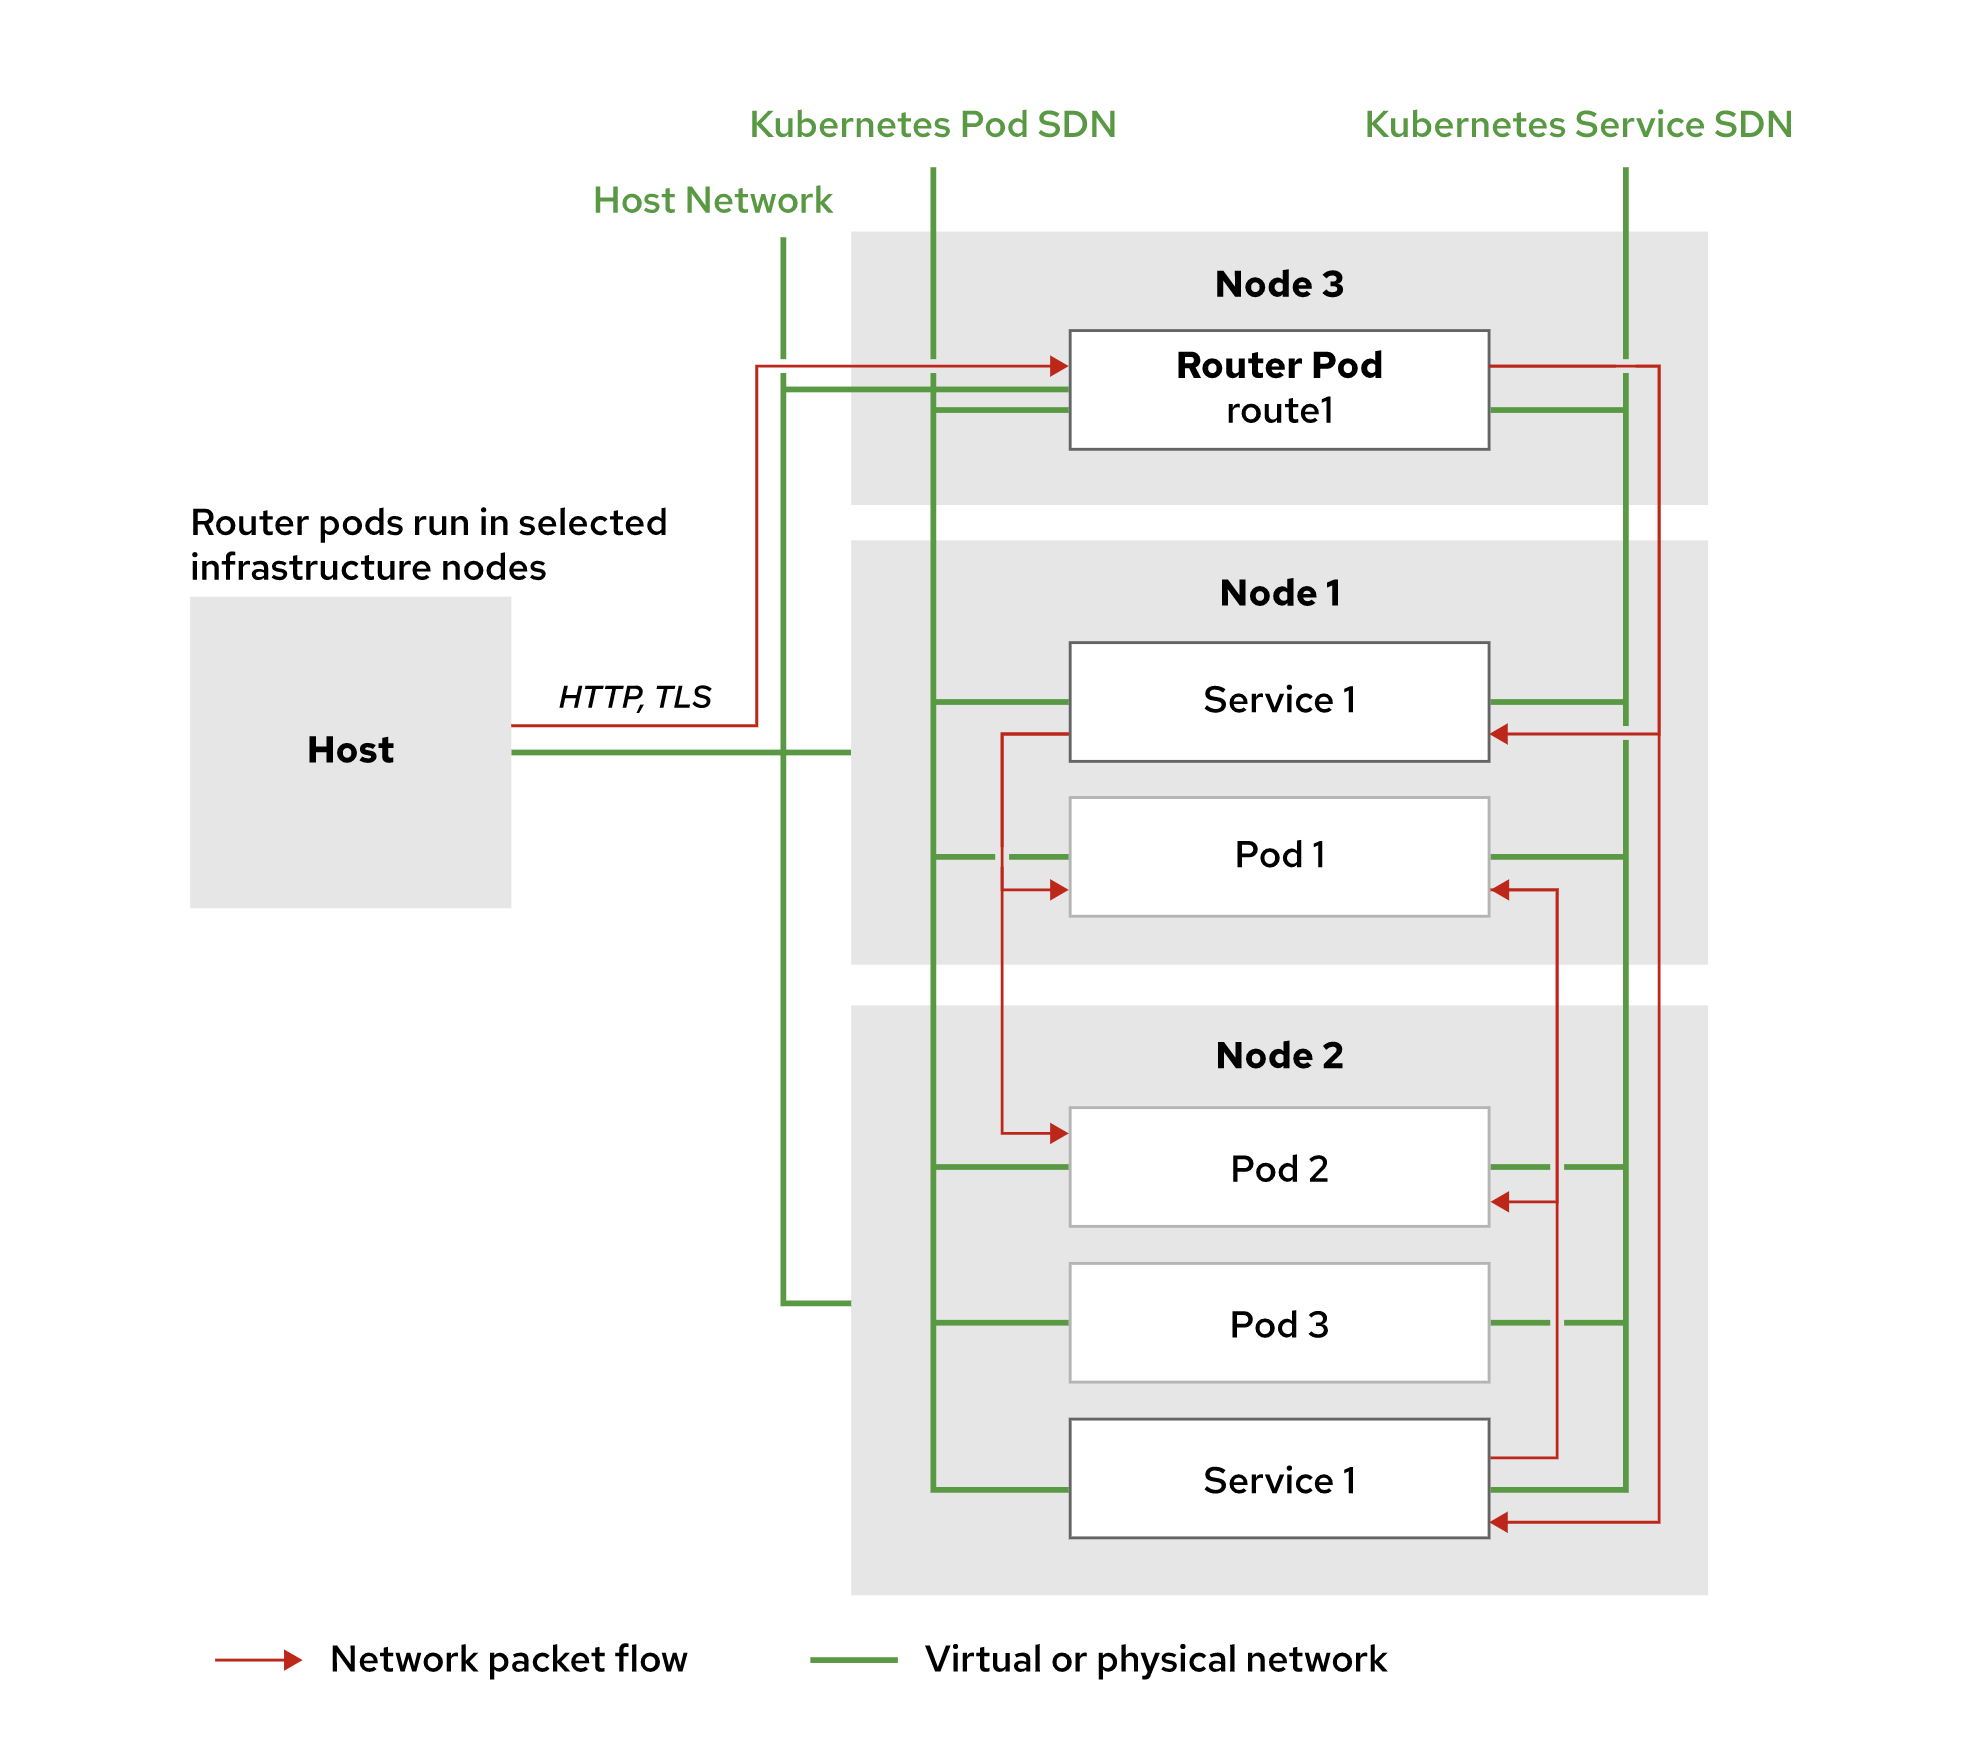 Kubernetes Pod SDN
Kubernetes Service SDN
Host Network
Node 3
Router Pod
route1
Router pods run in selected
infrastructure nodes
Node 1
HTTP, TLS
Service 1
Host
Pod 1
Node 2
Pod 2
Pod 3
Service 1
Network packet flow
Virtual or physical network